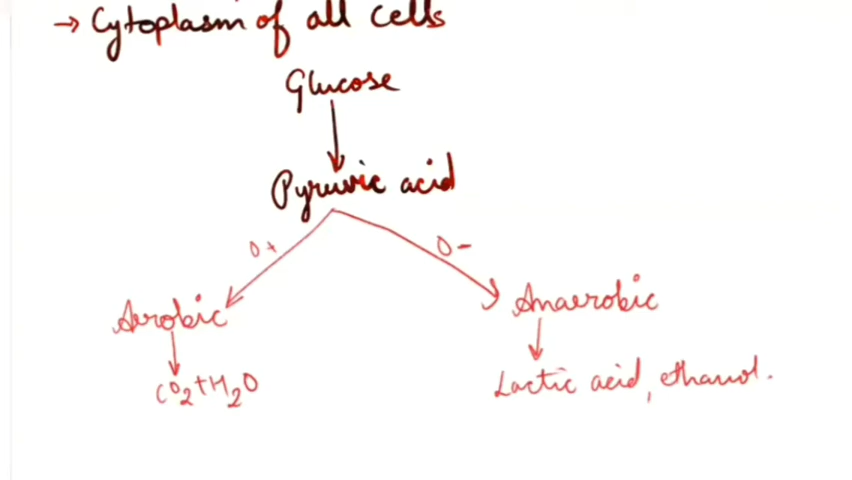 → Cytoplasm of all cells
Glucose
Pyruvic acid
O+ O-
Aerobic Anaerobic
CO2+H2O Lactic acid, ethanol.